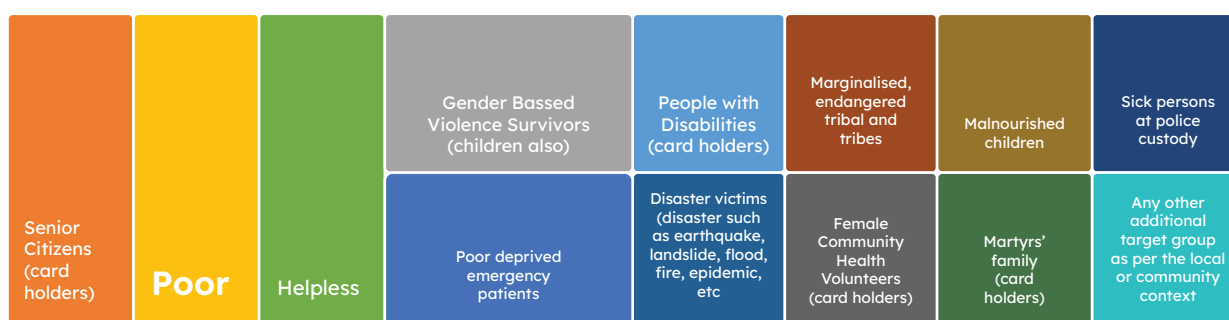 Senior
Citizens
(card
holders)
Poor
Helpless
Gender Bassed
Violence Survivors
(children also)
People with
Disabilities
(card holders)
Marginalised,
endangered
tribal and
tribes
Malnourished
children
Sick persons
at police
custody
Poor deprived
emergency
patients
Disaster victims
(disaster such
as earthquake,
landslide, flood,
fire, epidemic,
etc
Female
Community
Health
Volunteers
(card holders)
Martyrs’
family
(card
holders)
Any other
additional
target group
as per the local
or community
context